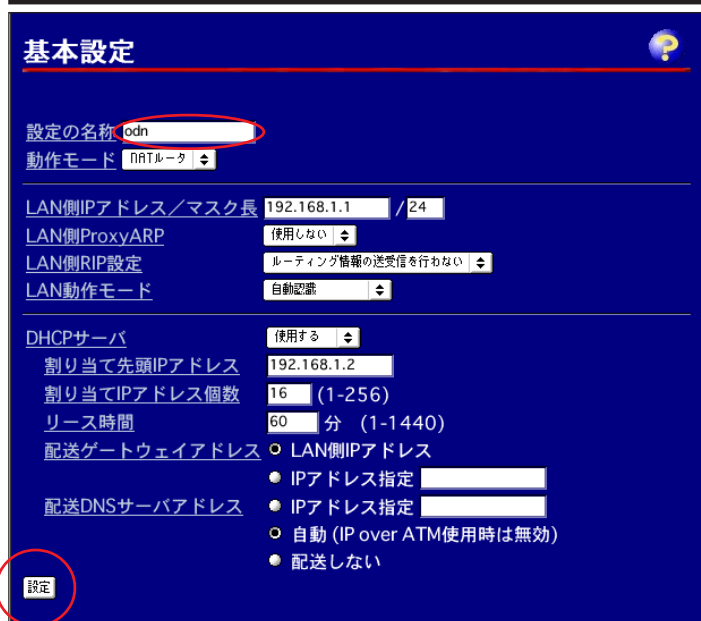 基本設定
設定の名称 odn
動作モード NATルータ
LAN側IPアドレス／マスク長 192.168.1.1 / 24
LAN側ProxyARP 使用しない
LAN側RIP設定 ルーティング情報の送受信を行わない
LAN動作モード 自動認識
DHCPサーバ 使用する
割り当て先頭IPアドレス 192.168.1.2
割り当てIPアドレス個数 16 (1-256)
リース時間 60 分 (1-1440)
配送ゲートウェイアドレス LAN側IPアドレス
IPアドレス指定
配送DNSサーバアドレス IPアドレス指定
自動 (IP over ATM使用時は無効)
配送しない
設定